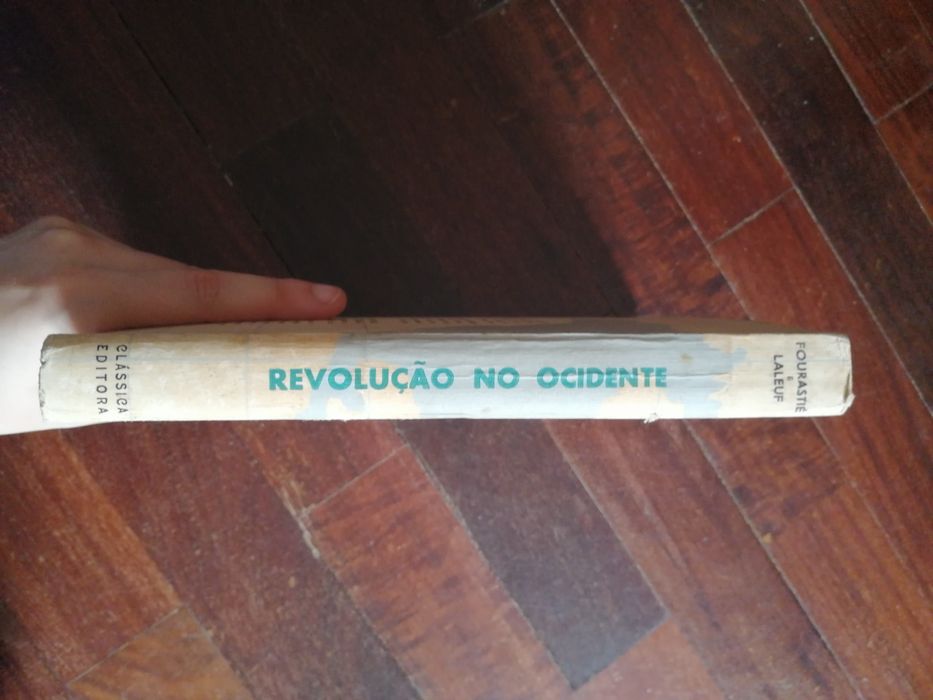 FOURASTIÉ
E
LALEUF
REVOLUÇÃO NO OCIDENTE
CLÁSSICA
EDITORA